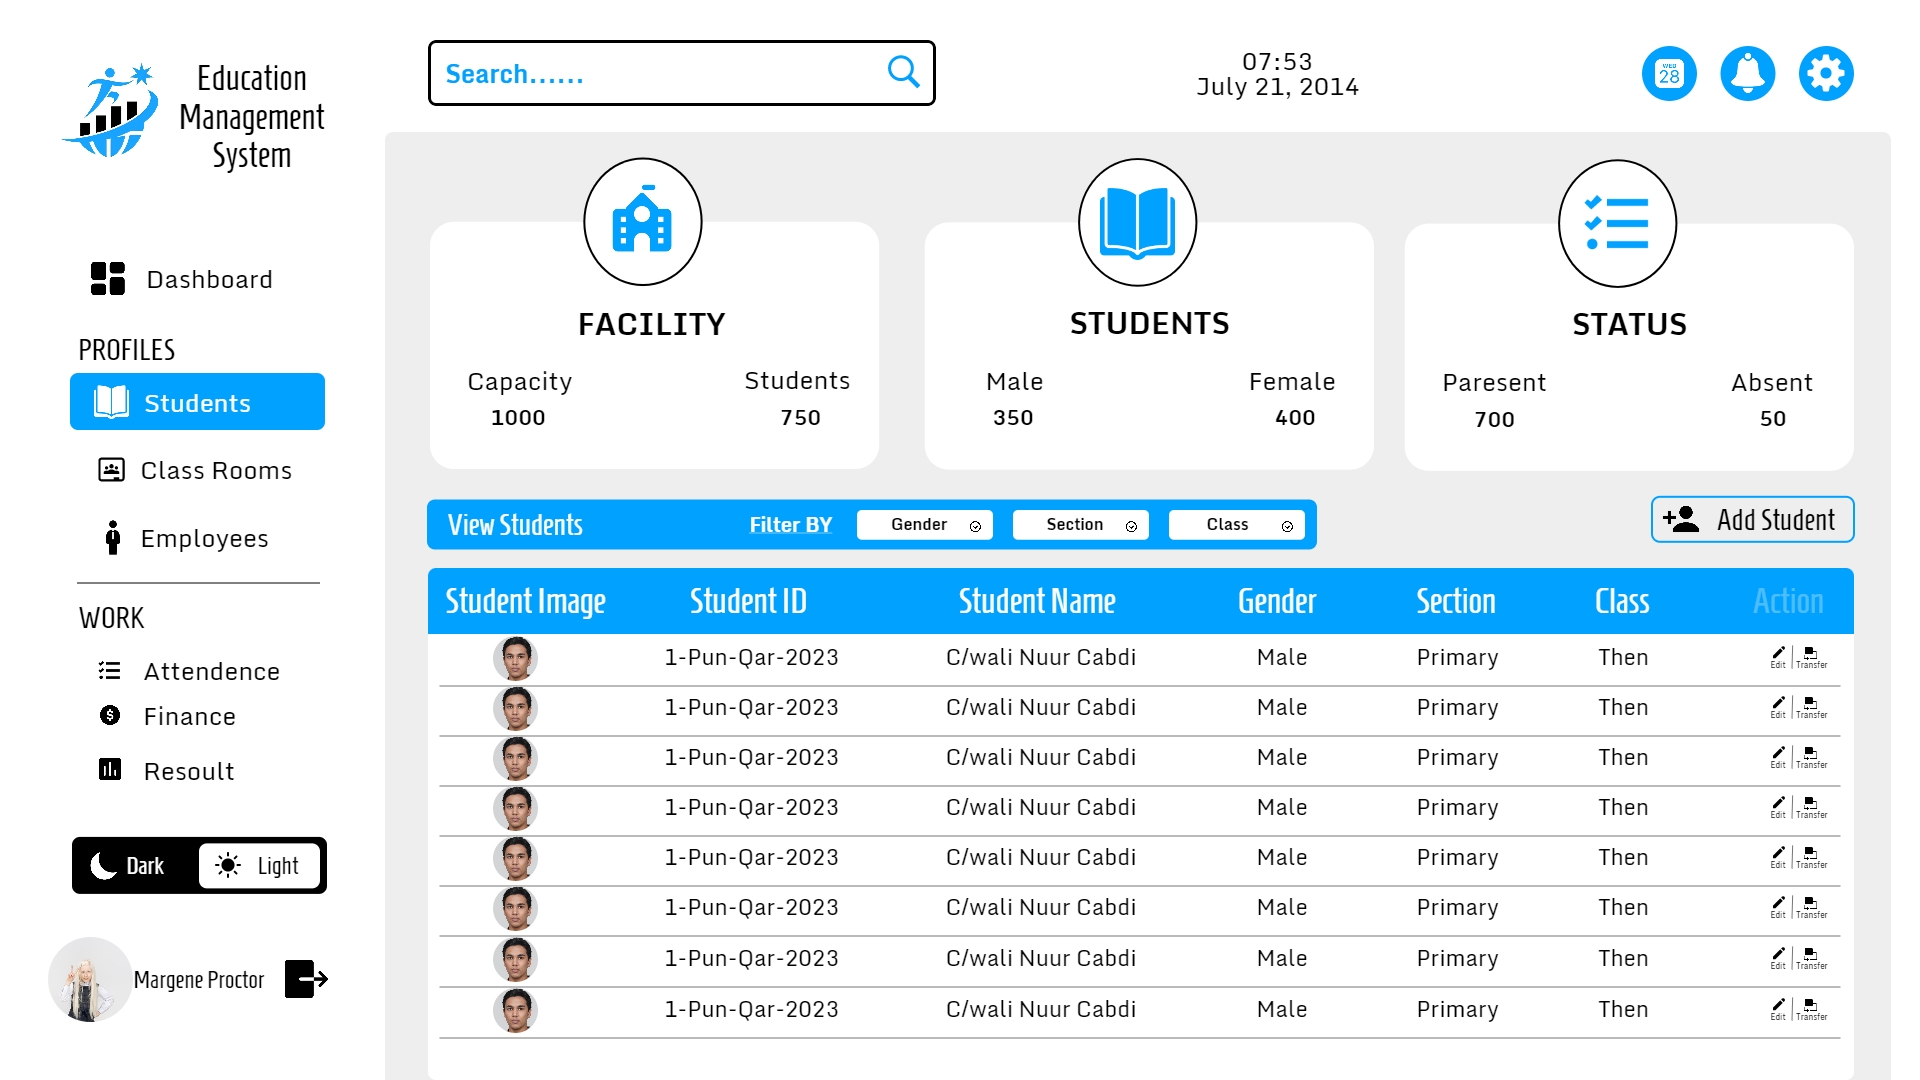 Education
Management
System
Search......
07:53
July 21, 2014
WED
28
Dashboard
PROFILES
Students
Class Rooms
Employees
WORK
Attendence
Finance
Resoult
Dark
Light
Margene Proctor
FACILITY
Capacity Students
1000 750
STUDENTS
Male Female
350 400
STATUS
Paresent Absent
700 50
View Students Filter BY Gender Section Class
Add Student
Student Image Student ID Student Name Gender Section Class Action
1-Pun-Qar-2023 C/wali Nuur Cabdi Male Primary Then Edit Transfer
1-Pun-Qar-2023 C/wali Nuur Cabdi Male Primary Then Edit Transfer
1-Pun-Qar-2023 C/wali Nuur Cabdi Male Primary Then Edit Transfer
1-Pun-Qar-2023 C/wali Nuur Cabdi Male Primary Then Edit Transfer
1-Pun-Qar-2023 C/wali Nuur Cabdi Male Primary Then Edit Transfer
1-Pun-Qar-2023 C/wali Nuur Cabdi Male Primary Then Edit Transfer
1-Pun-Qar-2023 C/wali Nuur Cabdi Male Primary Then Edit Transfer
1-Pun-Qar-2023 C/wali Nuur Cabdi Male Primary Then Edit Transfer